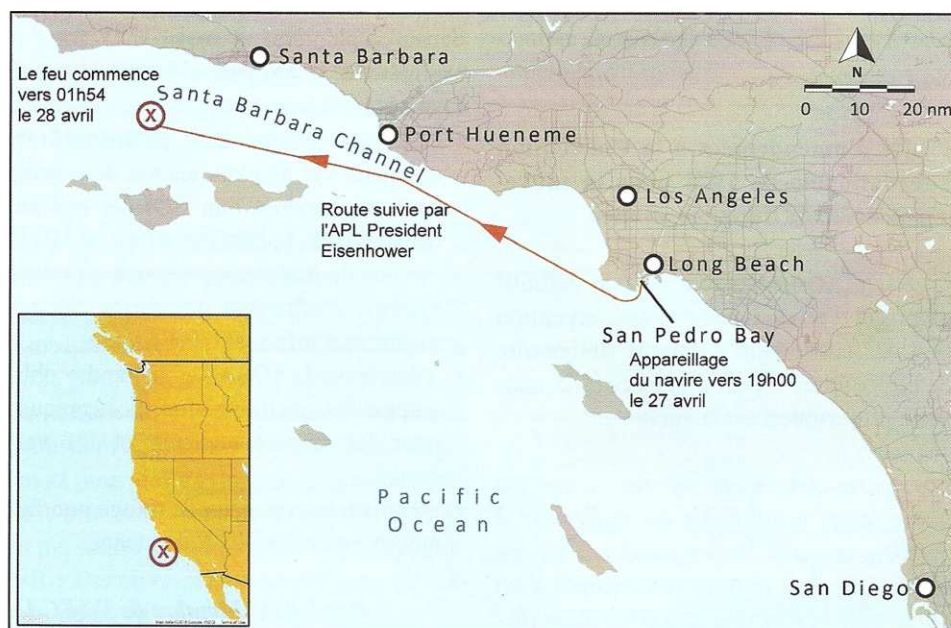 Santa Barbara
Le feu commence
vers 01h54
le 28 avril
X
Santa Barbara Channel
N
0 10 20 nm
Port Hueneme
Los Angeles
Route suivie par
l'APL President
Eisenhower
Long Beach
San Pedro Bay
Appareillage
du navire vers 19h00
le 27 avril
X
Pacific
Ocean
San Diego